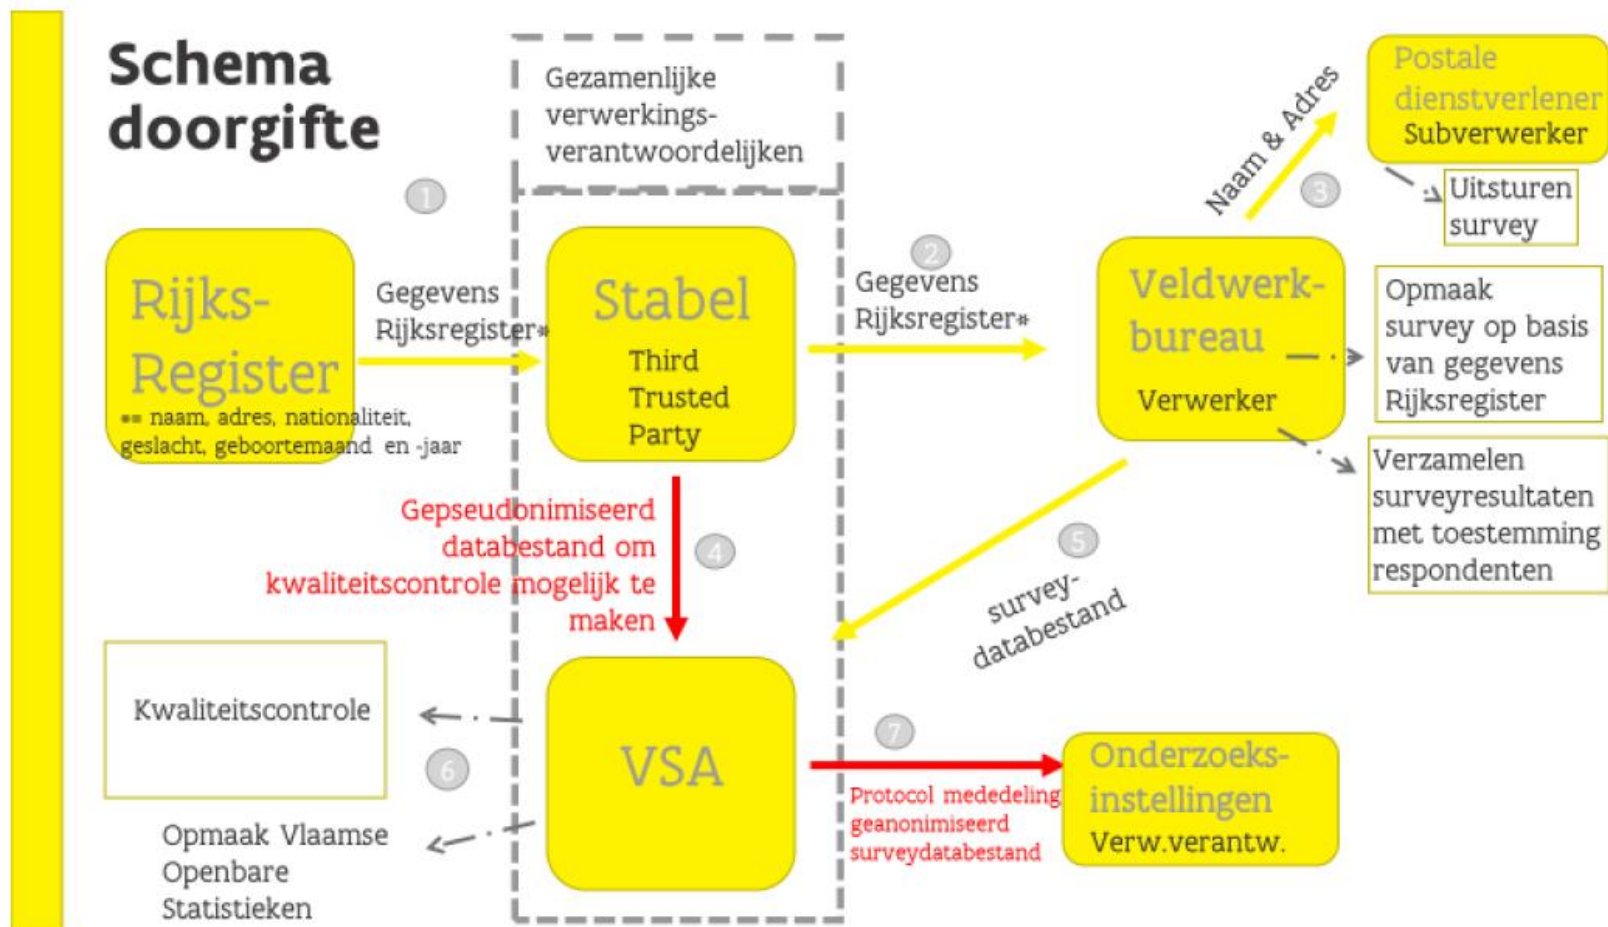 Schema
doorgifte
Gezamenlijke
verwerkings-
verantwoordelijken
1
Rijks-
Register
** naam, adres, nationaliteit,
geslacht, geboortemaand en -jaar
Gegevens
Rijksregister*
Stabel
Third
Trusted
Party
2
Gegevens
Rijksregister*
Veldwerk-
bureau
Verwerker
Naam & Adres
3
Postale
dienstverlener
Subverwerker
Uitsturen
survey
Opmaak
survey op basis
van gegevens
Rijksregister
Verzamelen
surveyresultaten
met toestemming
respondenten
Gepseudonimiseerd
databestand om
kwaliteitscontrole mogelijk te
maken
4
5
survey-
databestand
VSA
Kwaliteitscontrole
6
Opmaak Vlaamse
Openbare
Statistieken
7
Protocol mededeling
geanonimiseerd
surveydatabestand
Onderzoeks-
instellingen
Verw.verantw.